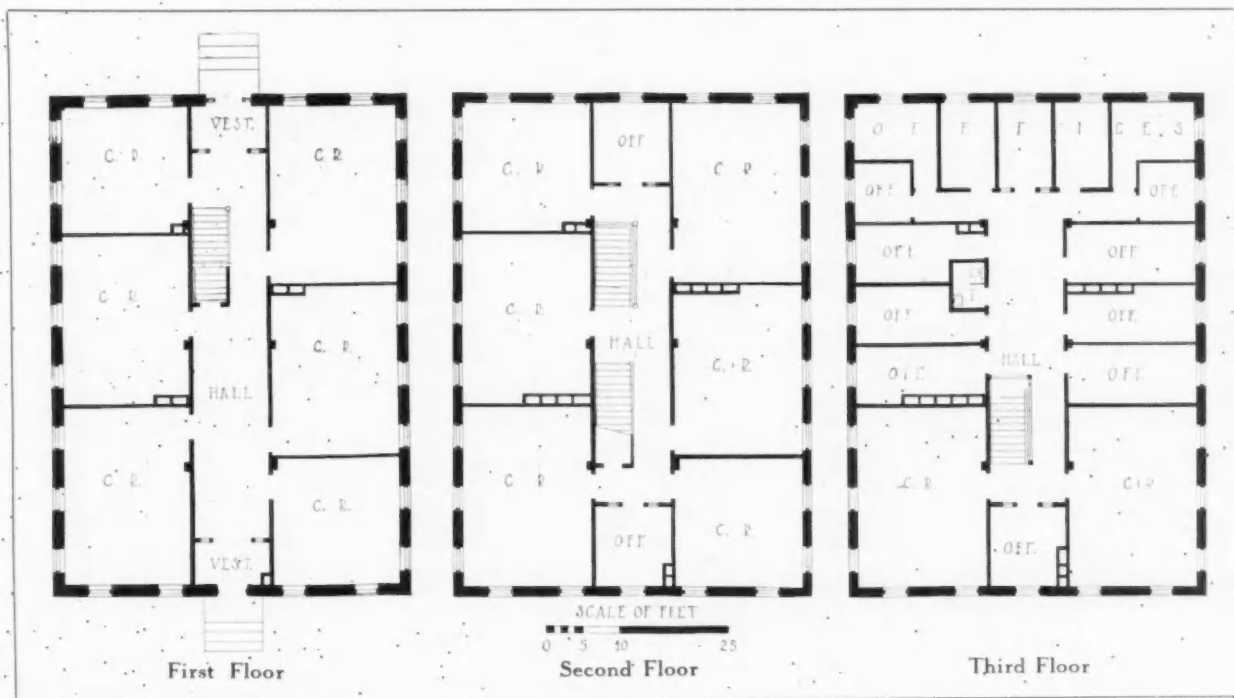 VEST.
C. R.
C. R.
C. R.
C. R.
HALL
C. R.
C. R.
VEST.
First Floor
OFF.
C. R.
C. R.
C. R.
HALL
C. R.
C. R.
OFF.
C. R.
SCALE OF FEET
0 5 10 25
Second Floor
OFFICES
OFF.
OFF.
OFF.
OFF.
OFF.
OFF.
HALL
OFF.
OFF.
C. R.
C. R.
OFF.
Third Floor